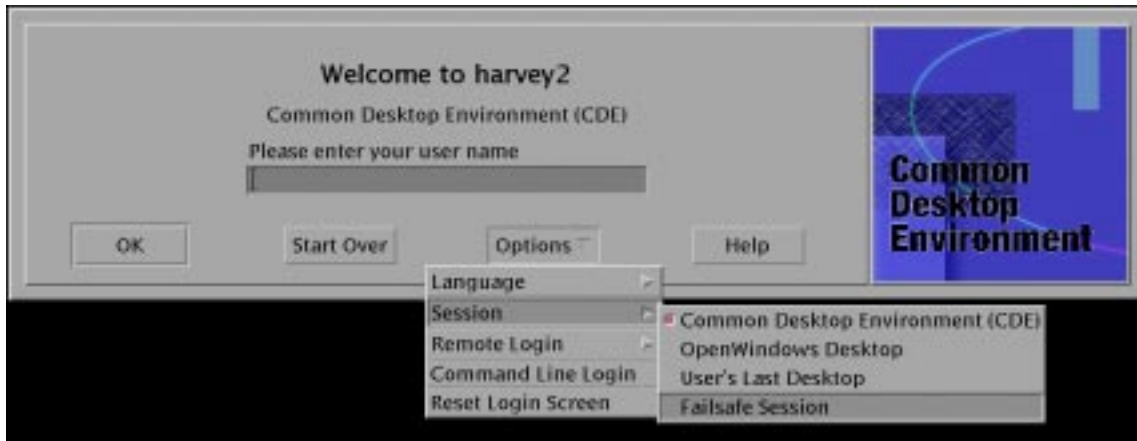 Welcome to harvey2
Common Desktop Environment (CDE)
Please enter your user name
OK
Start Over
Options
Help
Common
Desktop
Environment
Language
Session
Remote Login
Command Line Login
Reset Login Screen
Common Desktop Environment (CDE)
OpenWindows Desktop
User's Last Desktop
Failsafe Session